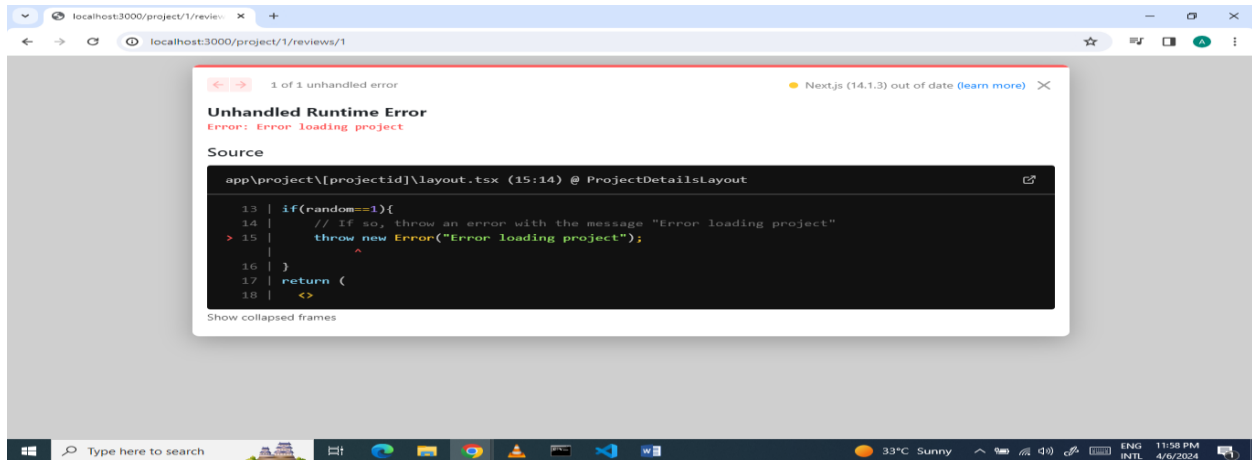 localhost:3000/project/1/review
localhost:3000/project/1/reviews/1
A
1 of 1 unhandled error
Next.js (14.1.3) out of date (learn more)
Unhandled Runtime Error
Error: Error loading project
Source
app\project\[projectid]\layout.tsx (15:14) @ ProjectDetailsLayout
13 | if(random==1){
14 |     // If so, throw an error with the message "Error loading project"
> 15 |     throw new Error("Error loading project");
|           ^
16 | }
17 | return (
18 |   <>
Show collapsed frames
Type here to search
33°C Sunny
ENG 11:58 PM
INTL 4/6/2024